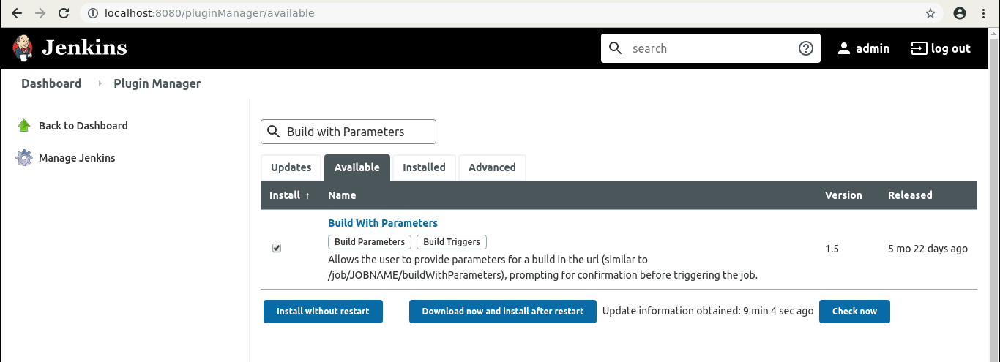 localhost:8080/pluginManager/available
Jenkins
search
admin
log out
Dashboard Plugin Manager
Back to Dashboard
Manage Jenkins
Build with Parameters
Updates Available Installed Advanced
Install ↑ Name Version Released
Build With Parameters
Build Parameters Build Triggers
Allows the user to provide parameters for a build in the url (similar to
/job/JOBNAME/buildWithParameters), prompting for confirmation before triggering the job.
1.5
5 mo 22 days ago
Install without restart Download now and install after restart Update information obtained: 9 min 4 sec ago Check now